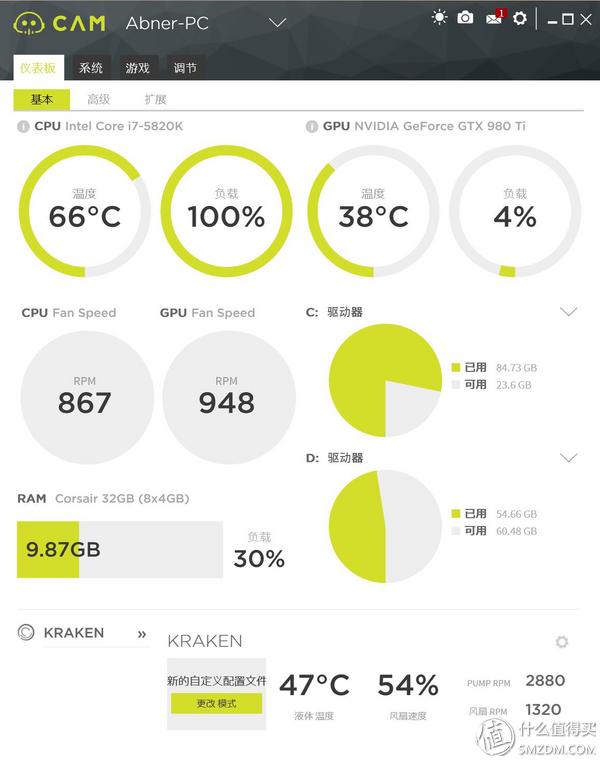 CAM Abner-PC
1
仪表板 系统 游戏 调节
基本 高级 扩展
CPU Intel Core i7-5820K
GPU NVIDIA GeForce GTX 980 Ti
温度
66°C
负载
100%
温度
38°C
负载
4%
CPU Fan Speed
GPU Fan Speed
RPM
867
RPM
948
C: 驱动器
已用 84.73 GB
可用 23.6 GB
D: 驱动器
已用 54.66 GB
可用 60.48 GB
RAM Corsair 32GB (8x4GB)
9.87GB
负载
30%
KRAKEN »
KRAKEN
新的自定义配置文件
更改 模式
47°C
液体 温度
54%
风扇速度
PUMP RPM 2880
风扇 RPM 1320
值 什么值得买
SMZDM.COM